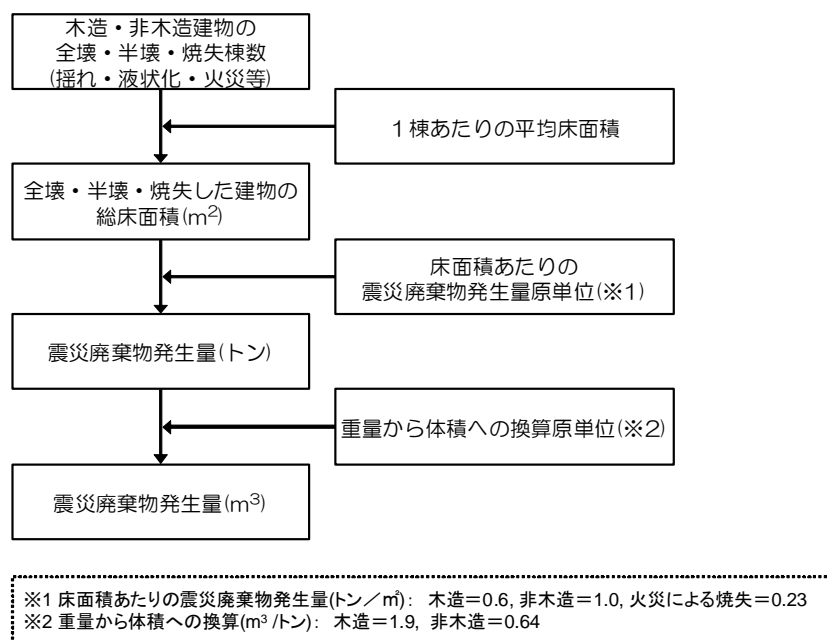 木造・非木造建物の
全壊・半壊・焼失棟数
(揺れ・液状化・火災等)
1棟あたりの平均床面積
全壊・半壊・焼失した建物の
総床面積(m²)
床面積あたりの
震災廃棄物発生量原単位(※1)
震災廃棄物発生量(トン)
重量から体積への換算原単位(※2)
震災廃棄物発生量(m³)
※1 床面積あたりの震災廃棄物発生量(トン/㎡): 木造=0.6, 非木造=1.0, 火災による焼失=0.23
※2 重量から体積への換算(m³/トン): 木造=1.9, 非木造=0.64